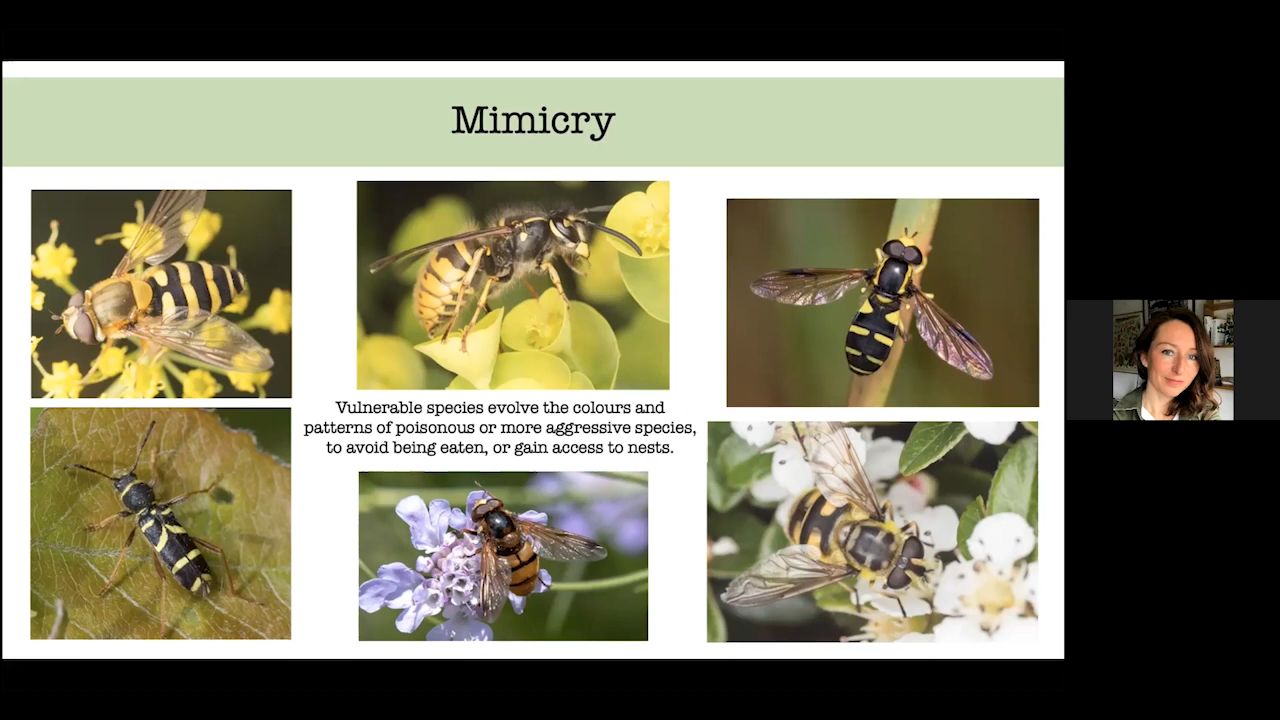 Mimicry
Vulnerable species evolve the colours and
patterns of poisonous or more aggressive species,
to avoid being eaten, or gain access to nests.